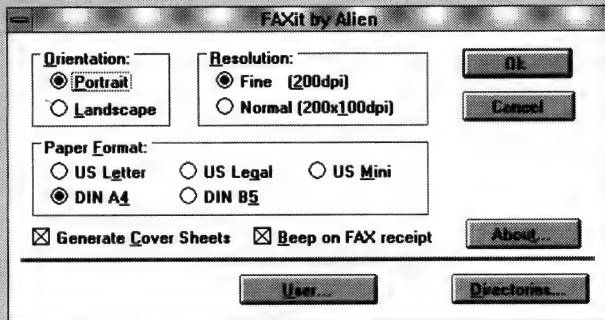 FAXit by Alien
Orientation:
Portrait
Landscape
Resolution:
Fine (200dpi)
Normal (200x100dpi)
Ok
Cancel
Paper Format:
US Letter
US Legal
US Mini
DIN A4
DIN B5
Generate Cover Sheets
Beep on FAX receipt
About...
User...
Directories...